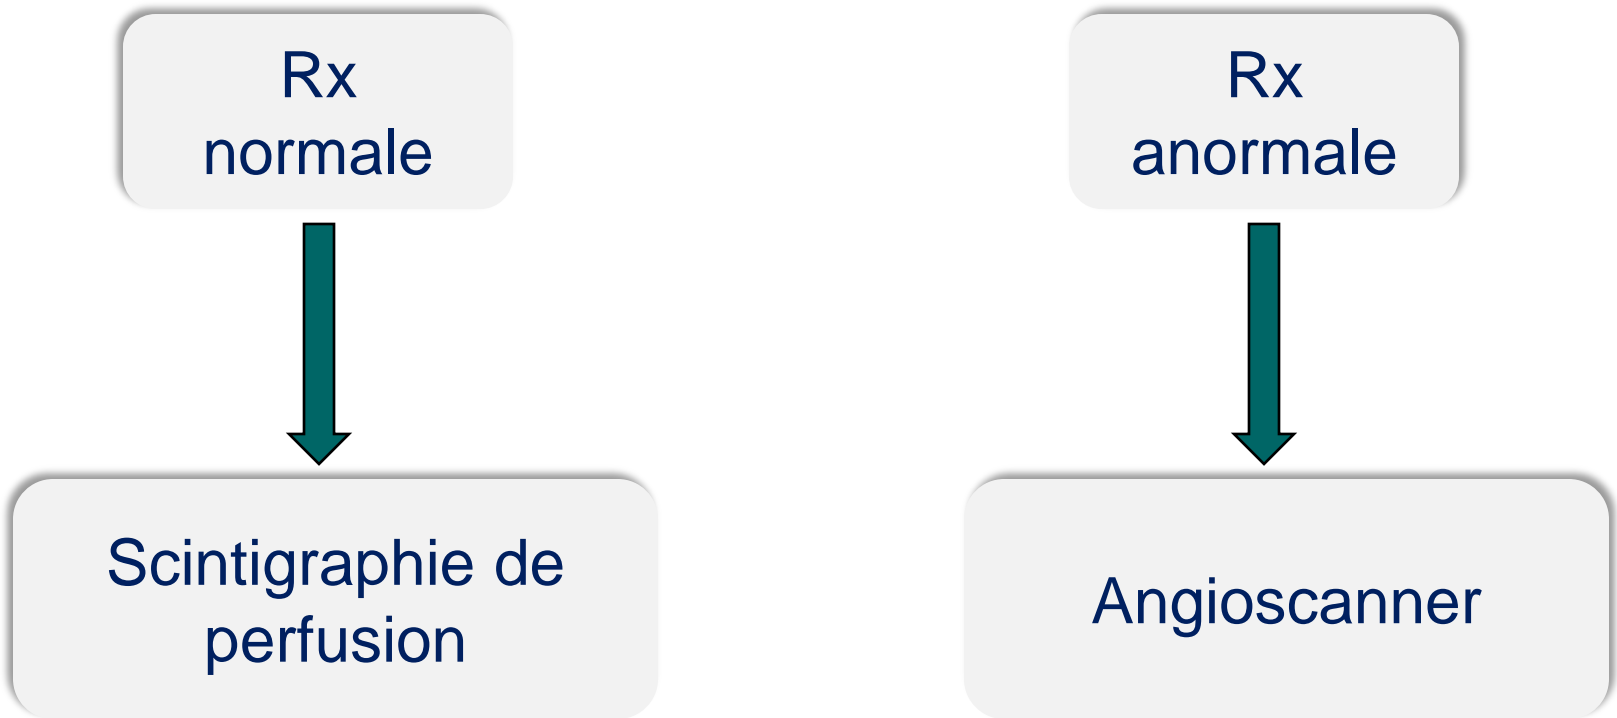 Rx
normale
Rx
anormale
Scintigraphie de
perfusion
Angioscanner